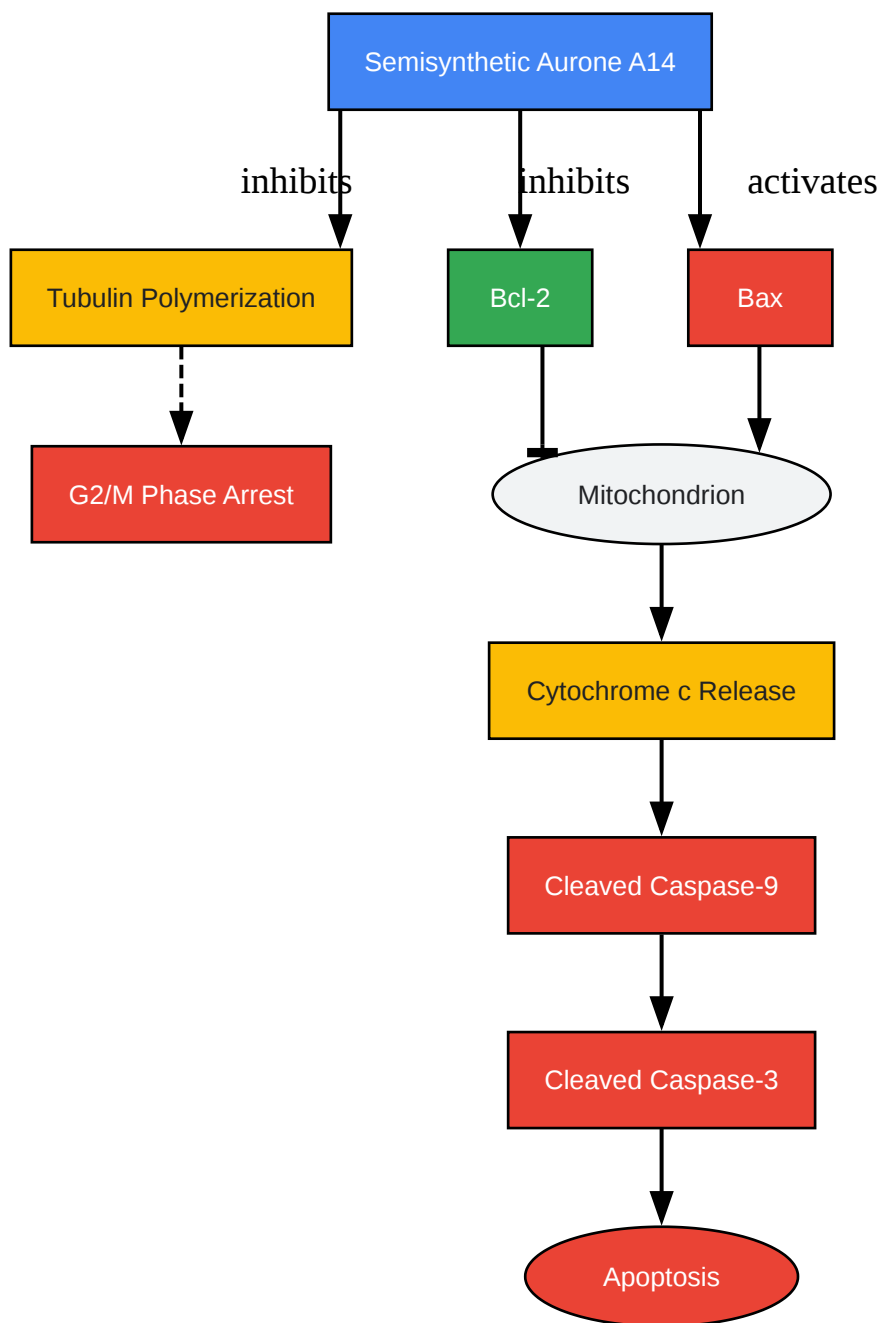 Semisynthetic Aurone A14
inhibits
inhibits
activates
Tubulin Polymerization
Bcl-2
Bax
G2/M Phase Arrest
Mitochondrion
Cytochrome c Release
Cleaved Caspase-9
Cleaved Caspase-3
Apoptosis